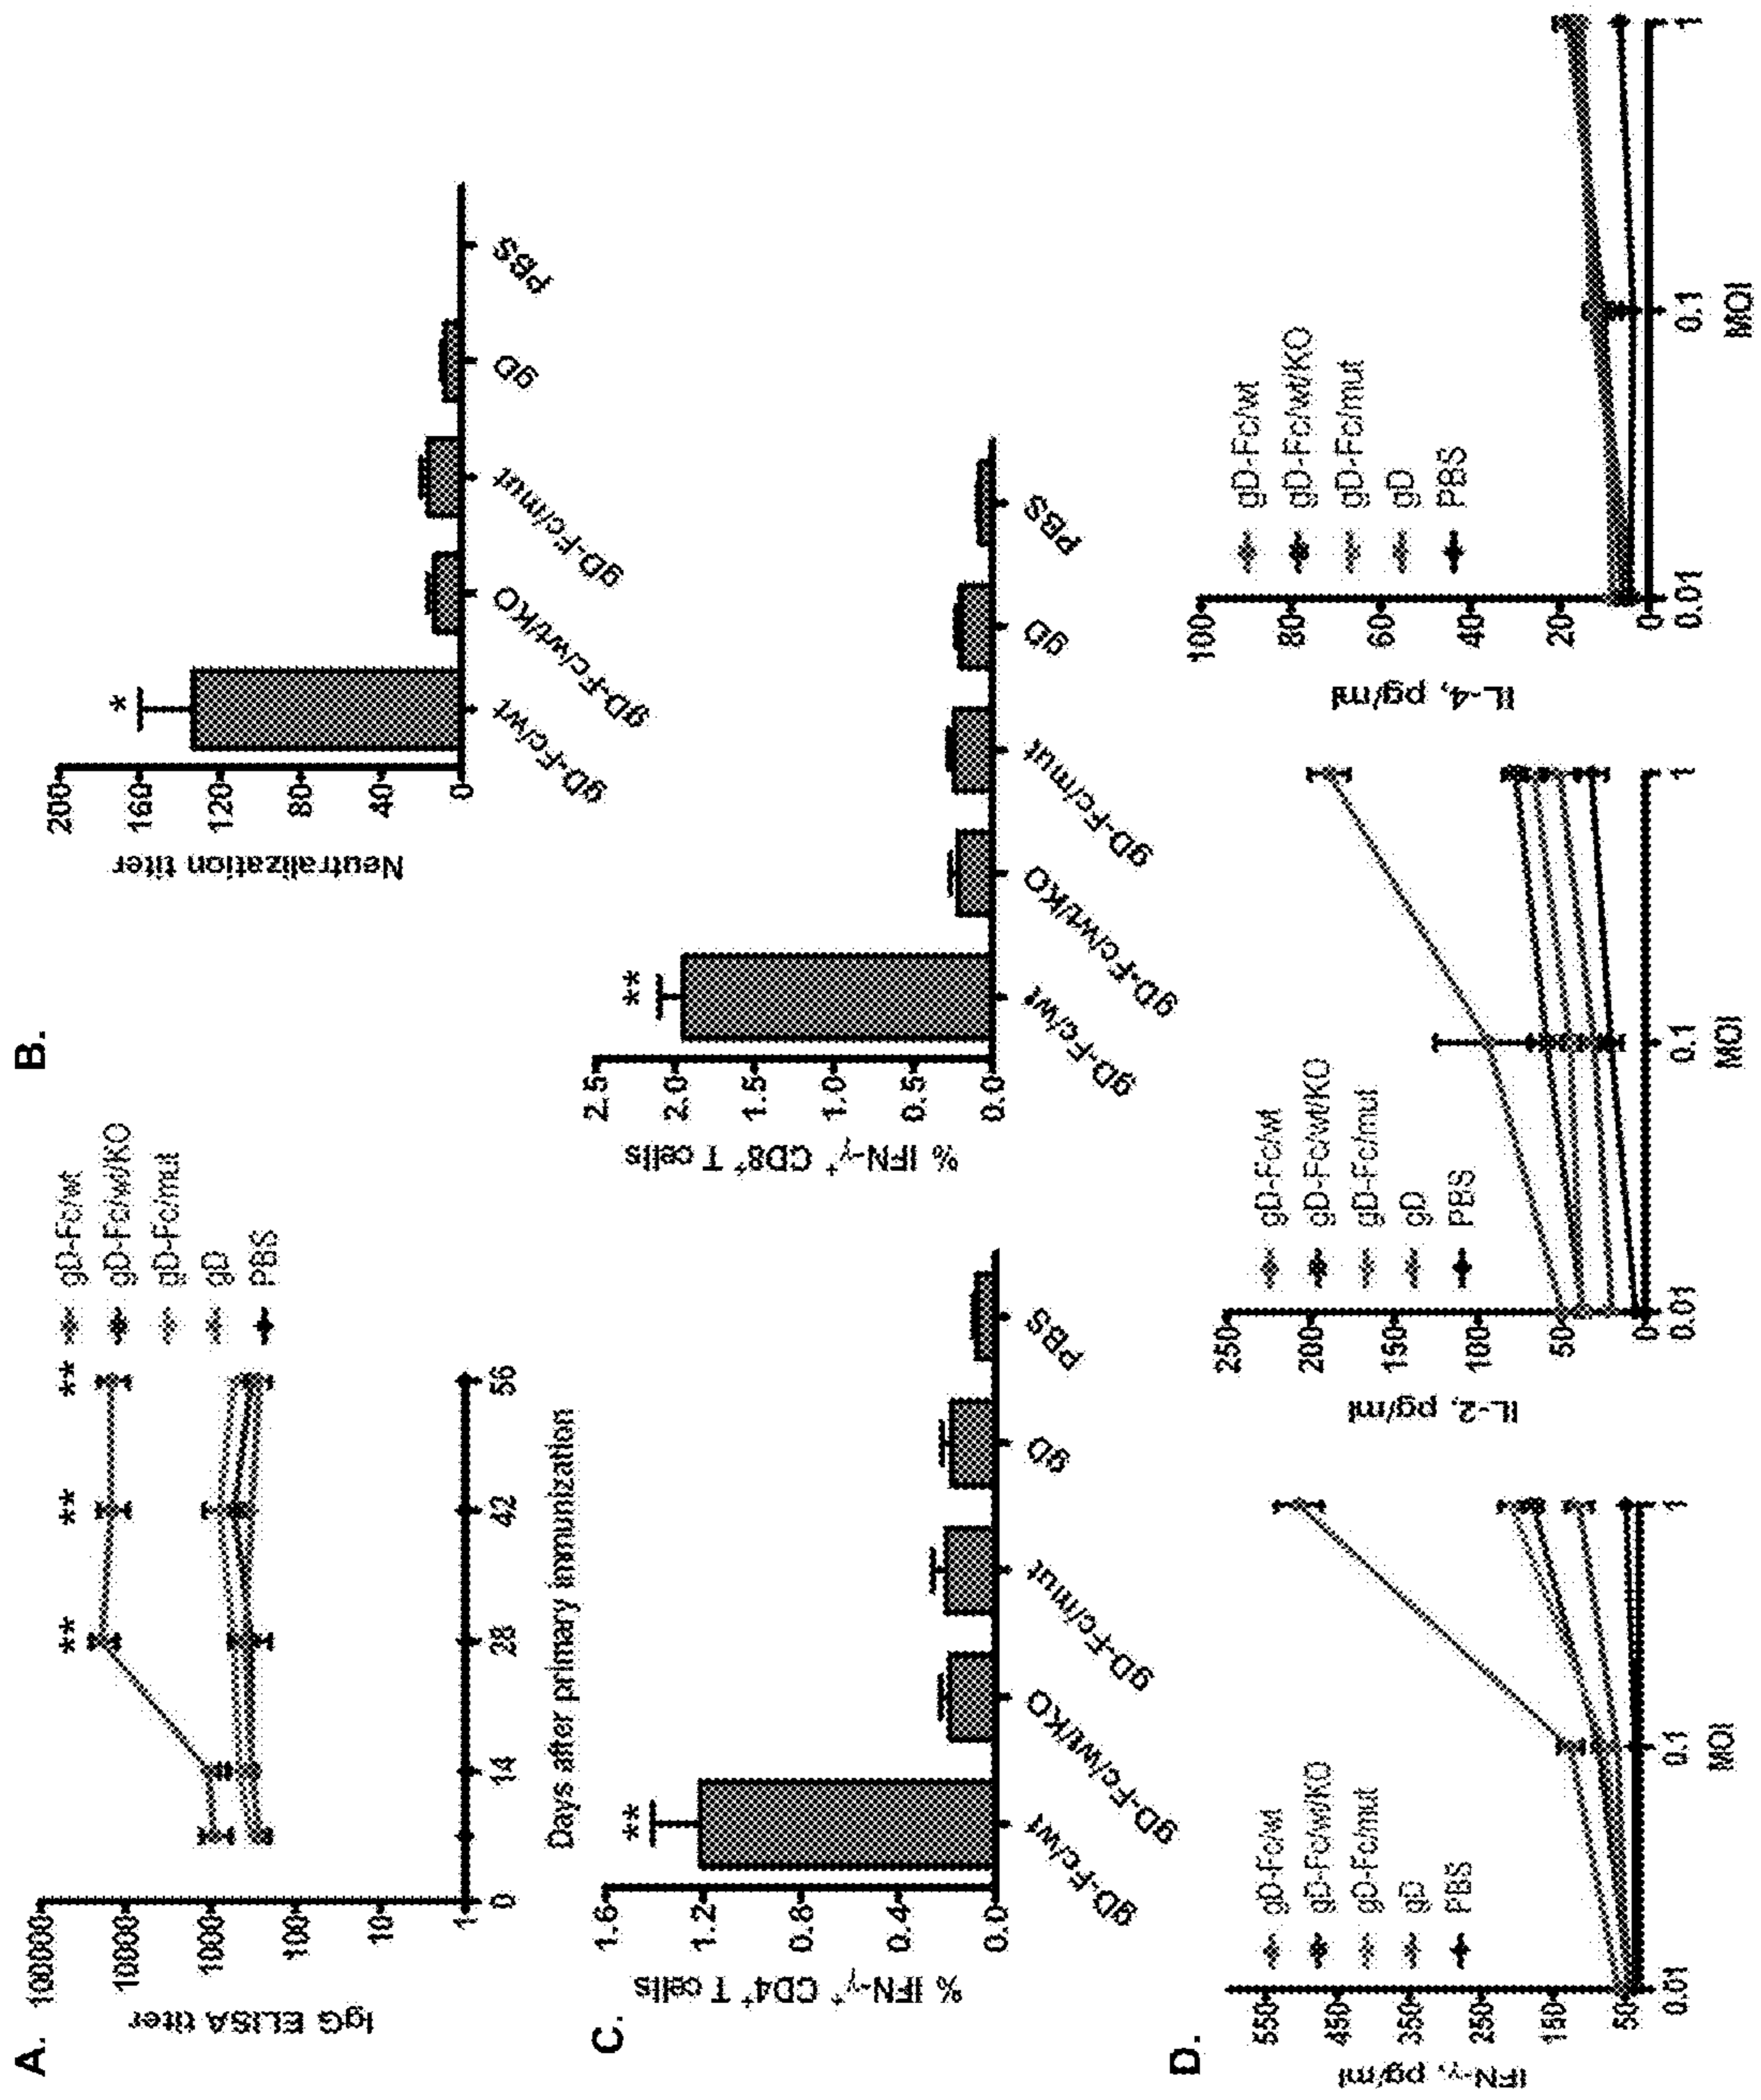 A.
IgG ELISA titer
100000
10000
1000
100
10
1
0 14 28 42 56
Days after primary immunization
** ** **
gD-Fc/wt
gD-Fc/wt/KO
gD-Fc/mut
gD
PBS
B.
Neutralization titer
200
160
120
80
40
0
*
gD-Fc/wt gD-Fc/wt/KO gD-Fc/mut gD PBS
C.
% IFN-γ⁺ CD4⁺ T cells
1.6
1.2
0.8
0.4
0.0
**
gD-Fc/wt gD-Fc/wt/KO gD-Fc/mut gD PBS
% IFN-γ⁺ CD8⁺ T cells
2.5
2.0
1.5
1.0
0.5
0.0
**
gD-Fc/wt gD-Fc/wt/KO gD-Fc/mut gD PBS
D.
IFN-γ, pg/ml
550
450
350
250
150
50
0.01 0.1 1
MOI
gD-Fc/wt
gD-Fc/wt/KO
gD-Fc/mut
gD
PBS
IL-2, pg/ml
250
200
150
100
50
0
0.01 0.1 1
MOI
gD-Fc/wt
gD-Fc/wt/KO
gD-Fc/mut
gD
PBS
IL-4, pg/ml
100
80
60
40
20
0
0.01 0.1 1
MOI
gD-Fc/wt
gD-Fc/wt/KO
gD-Fc/mut
gD
PBS